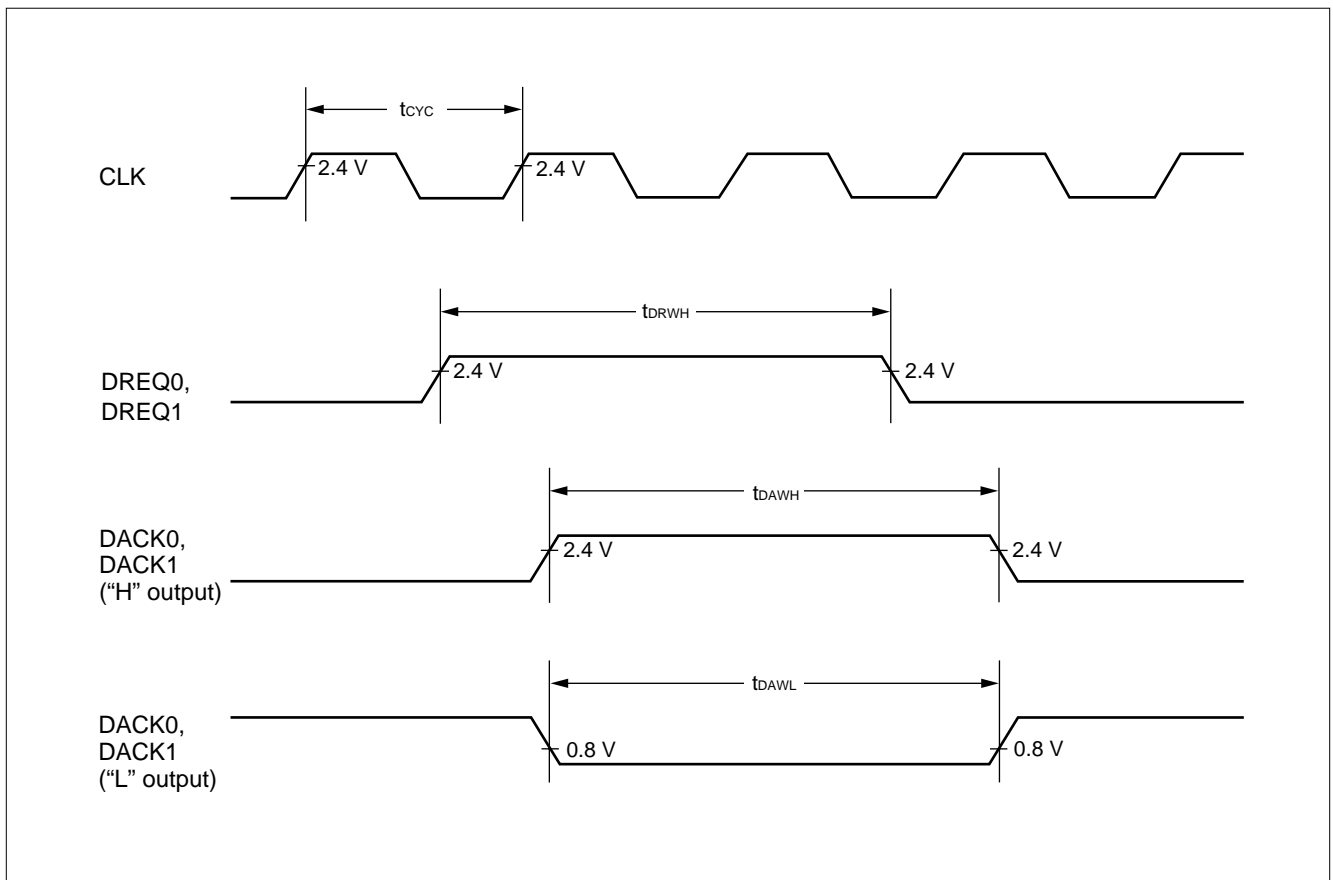 tCYC
CLK
2.4 V
2.4 V
tDRWH
DREQ0,
DREQ1
2.4 V
2.4 V
tDAWH
DACK0,
DACK1
(“H” output)
2.4 V
2.4 V
tDAWL
DACK0,
DACK1
(“L” output)
0.8 V
0.8 V